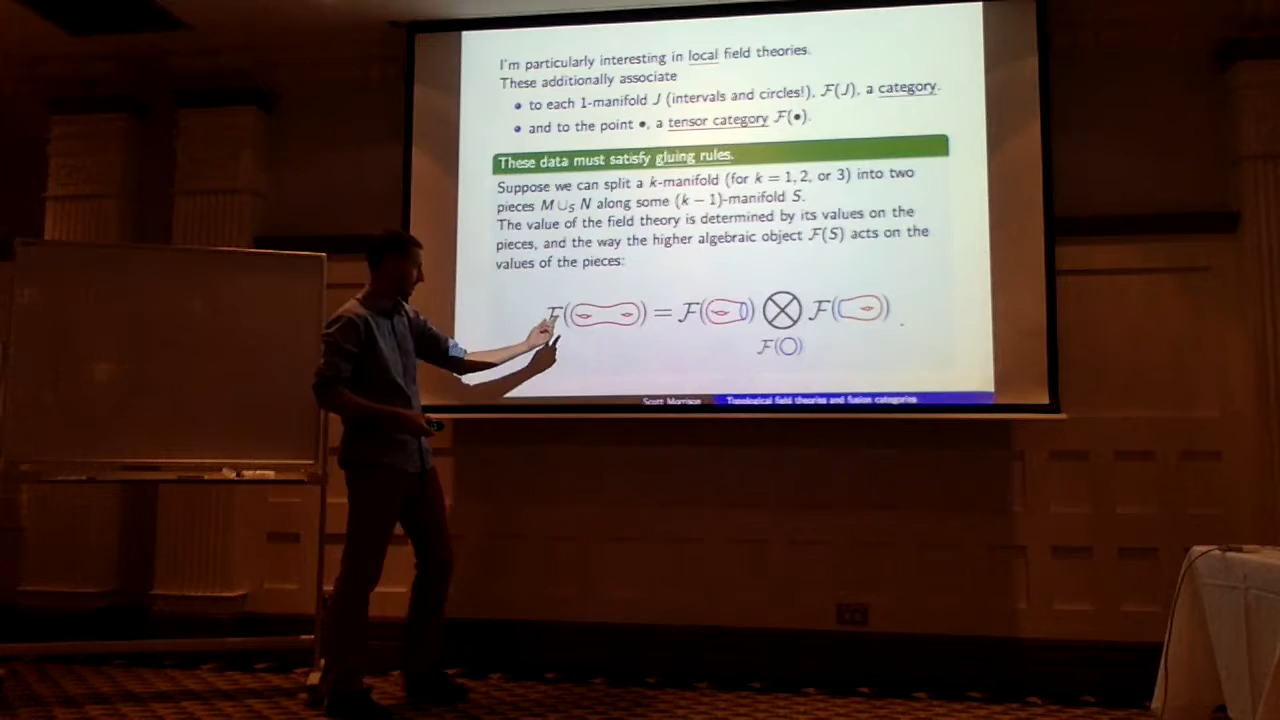 I'm particularly interesting in local field theories.
These additionally associate
• to each 1-manifold J (intervals and circles!), F(J), a category.
• and to the point •, a tensor category F(•).
These data must satisfy gluing rules.
Suppose we can split a k-manifold (for k = 1, 2, or 3) into two
pieces M ∪_S N along some (k − 1)-manifold S.
The value of the field theory is determined by its values on the
pieces, and the way the higher algebraic object F(S) acts on the
values of the pieces:
F( ) = F( ) ⊗ F( ) .
F(○)
Scott Morrison Topological field theories and fusion categories